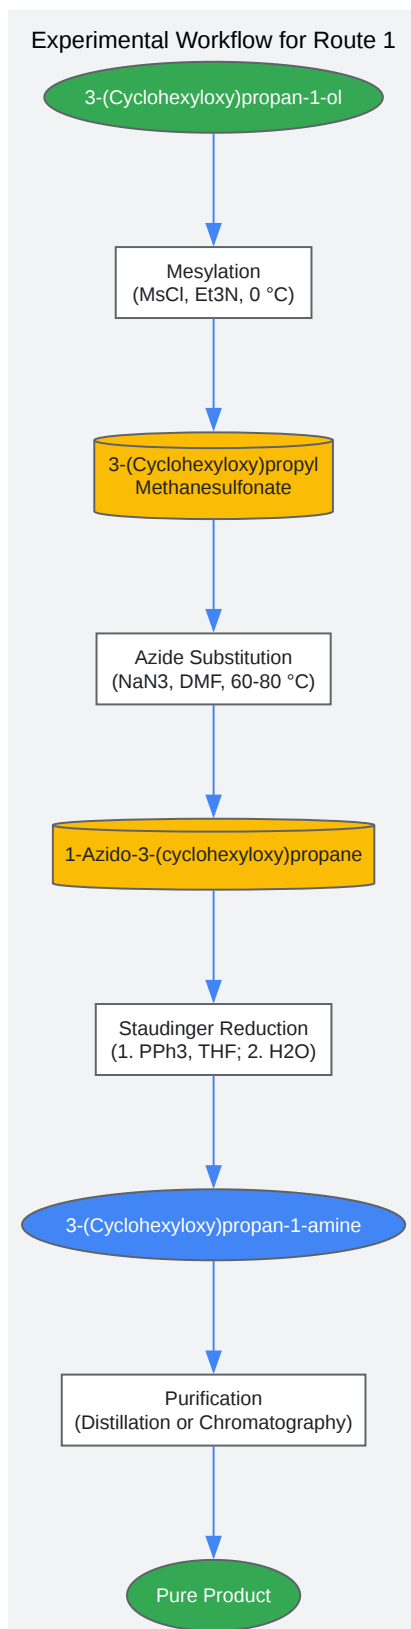 Experimental Workflow for Route 1
3-(Cyclohexyloxy)propan-1-ol
Mesylation
(MsCl, Et3N, 0 °C)
3-(Cyclohexyloxy)propyl
Methanesulfonate
Azide Substitution
(NaN3, DMF, 60-80 °C)
1-Azido-3-(cyclohexyloxy)propane
Staudinger Reduction
(1. PPh3, THF; 2. H2O)
3-(Cyclohexyloxy)propan-1-amine
Purification
(Distillation or Chromatography)
Pure Product